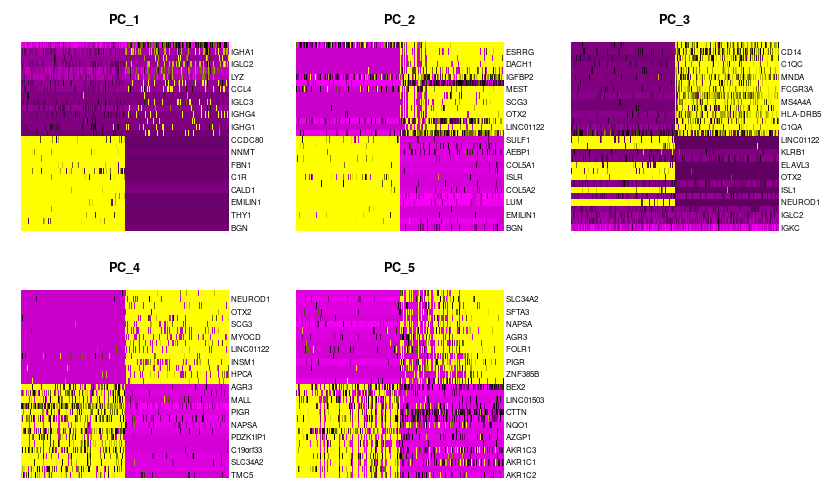 PC_1
IGHA1
IGLC2
LYZ
CCL4
IGLC3
IGHG4
IGHG1
CCDC80
NNMT
FBN1
C1R
CALD1
EMILIN1
THY1
BGN
PC_2
ESRRG
DACH1
IGFBP2
MEST
SCG3
OTX2
LINC01122
SULF1
AEBP1
COL5A1
ISLR
COL5A2
LUM
EMILIN1
BGN
PC_3
CD14
C1QC
MNDA
FCGR3A
MS4A4A
HLA-DRB5
C1QA
LINC01122
KLRB1
ELAVL3
OTX2
ISL1
NEUROD1
IGLC2
IGKC
PC_4
NEUROD1
OTX2
SCG3
MYOCD
LINC01122
INSM1
HPCA
AGR3
MALL
PIGR
NAPSA
PDZK1IP1
C19orf33
SLC34A2
TMC5
PC_5
SLC34A2
SFTA3
NAPSA
AGR3
FOLR1
PIGR
ZNF385B
BEX2
LINC01503
CTTN
NQO1
AZGP1
AKR1C3
AKR1C1
AKR1C2